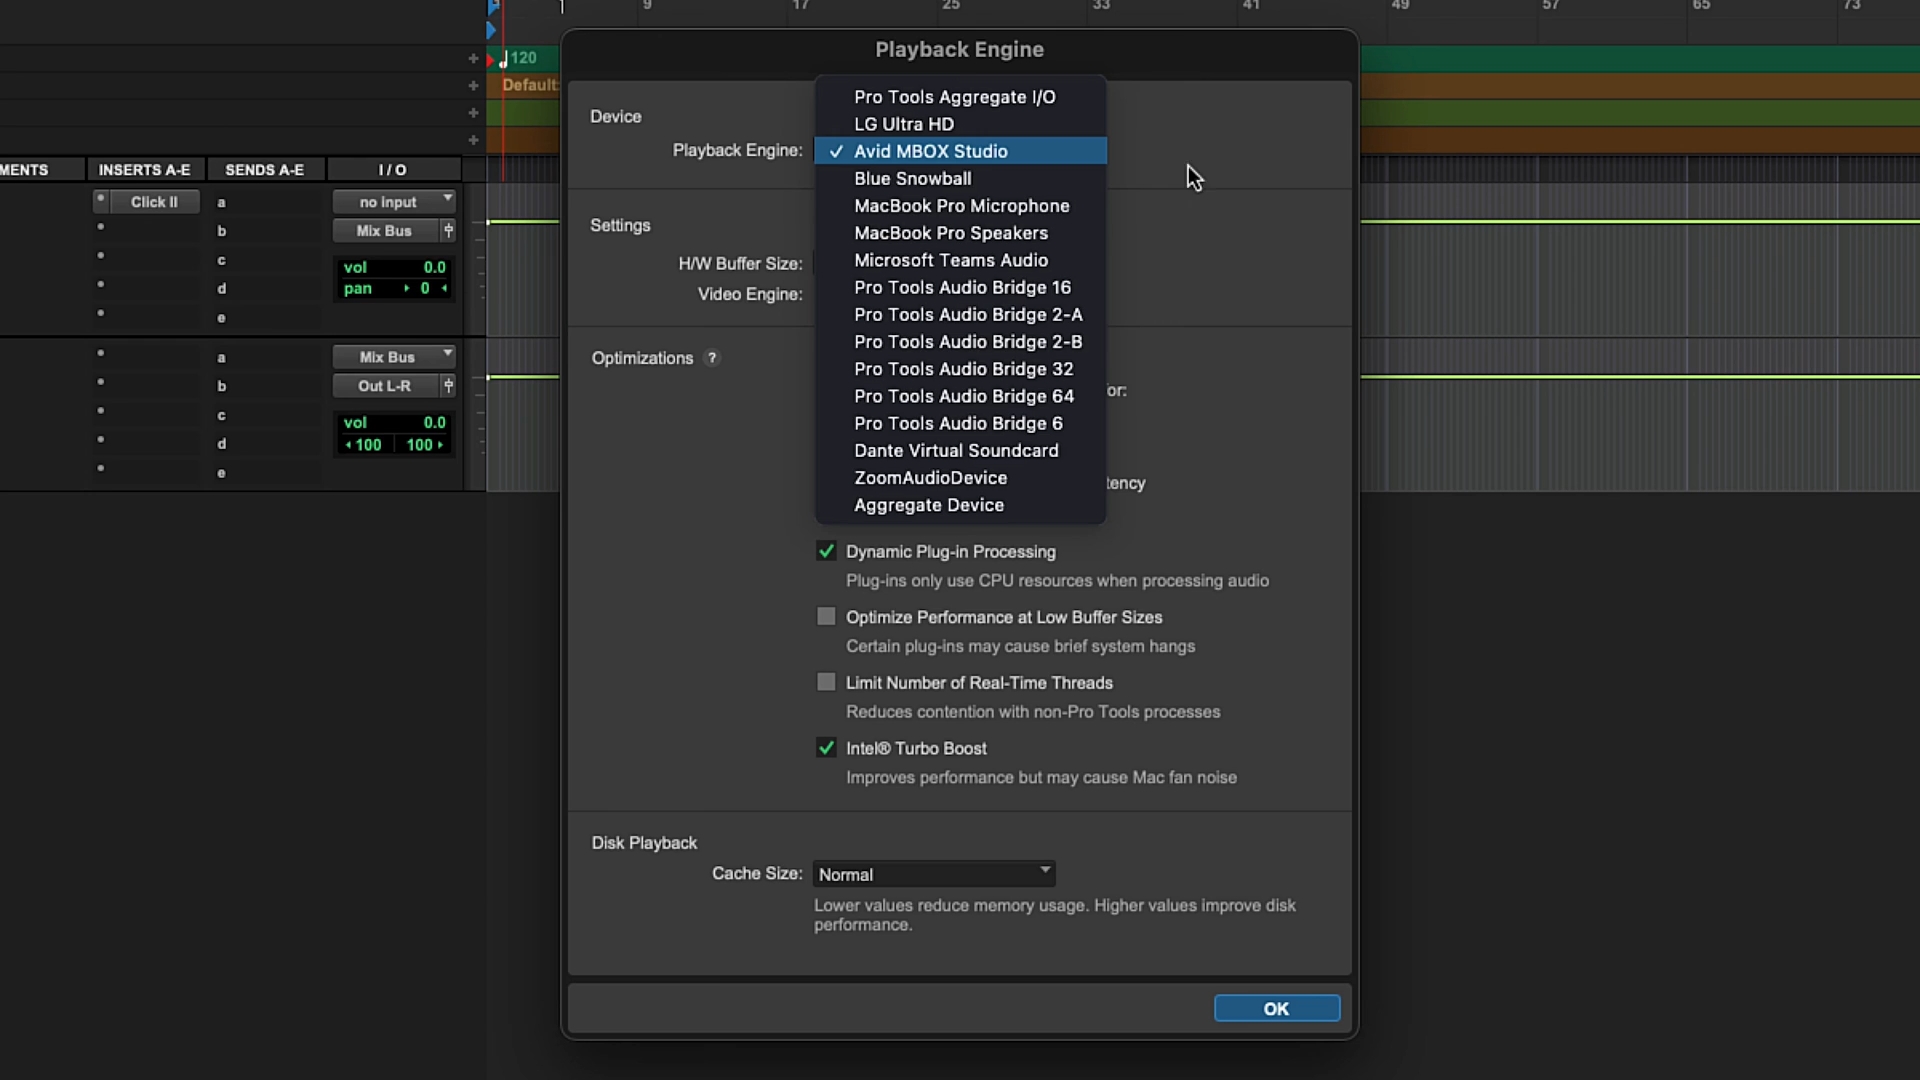 9 17 25 33 41 49 57 65 73
Playback Engine
120
Default:
Device
Pro Tools Aggregate I/O
LG Ultra HD
Playback Engine:
✓ Avid MBOX Studio
Blue Snowball
MacBook Pro Microphone
MacBook Pro Speakers
Microsoft Teams Audio
Pro Tools Audio Bridge 16
Pro Tools Audio Bridge 2-A
Pro Tools Audio Bridge 2-B
Pro Tools Audio Bridge 32
Pro Tools Audio Bridge 64
Pro Tools Audio Bridge 6
Dante Virtual Soundcard
ZoomAudioDevice
Aggregate Device
MENTS INSERTS A-E SENDS A-E I / O
Click II a no input
b Mix Bus
c vol 0.0
d pan 0
e
a Mix Bus
b Out L-R
c vol 0.0
d 100 100
e
Settings
H/W Buffer Size:
Video Engine:
Optimizations ?
or:
tency
Dynamic Plug-in Processing
Plug-ins only use CPU resources when processing audio
Optimize Performance at Low Buffer Sizes
Certain plug-ins may cause brief system hangs
Limit Number of Real-Time Threads
Reduces contention with non-Pro Tools processes
Intel® Turbo Boost
Improves performance but may cause Mac fan noise
Disk Playback
Cache Size: Normal
Lower values reduce memory usage. Higher values improve disk
performance.
OK